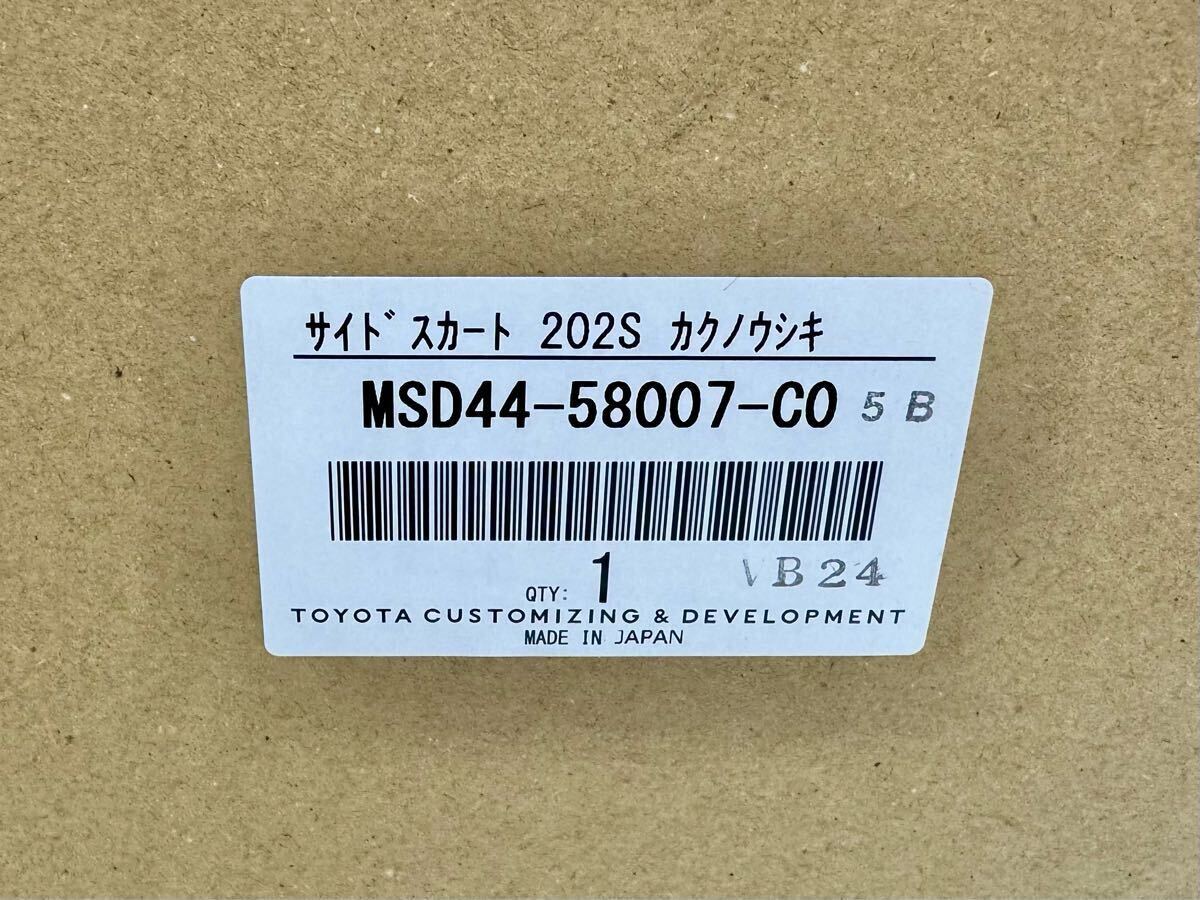 ｻｲﾄﾞｽｶｰﾄ 202S ｶｸﾉｳｼｷ
MSD44-58007-C0 5 B
QTY: 1 VB24
TOYOTA CUSTOMIZING & DEVELOPMENT
MADE IN JAPAN